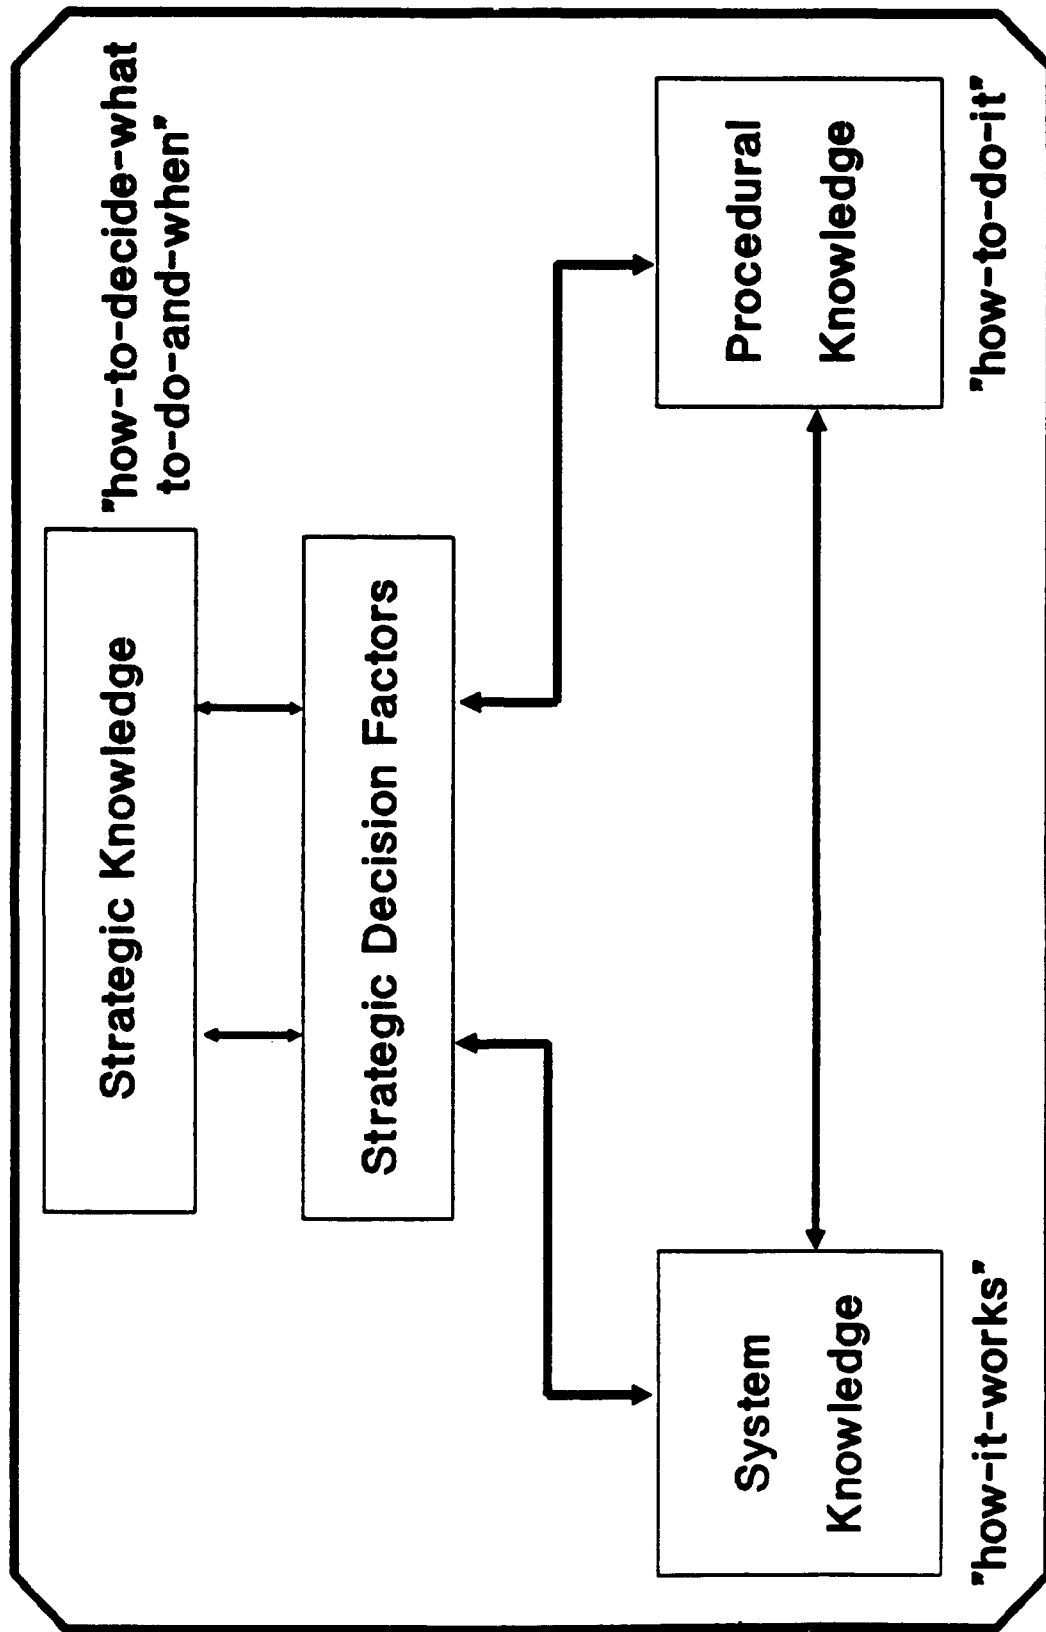 Strategic Knowledge
"how-to-decide-what
to-do-and-when"
Strategic Decision Factors
System
Knowledge
"how-it-works"
Procedural
Knowledge
"how-to-do-it"